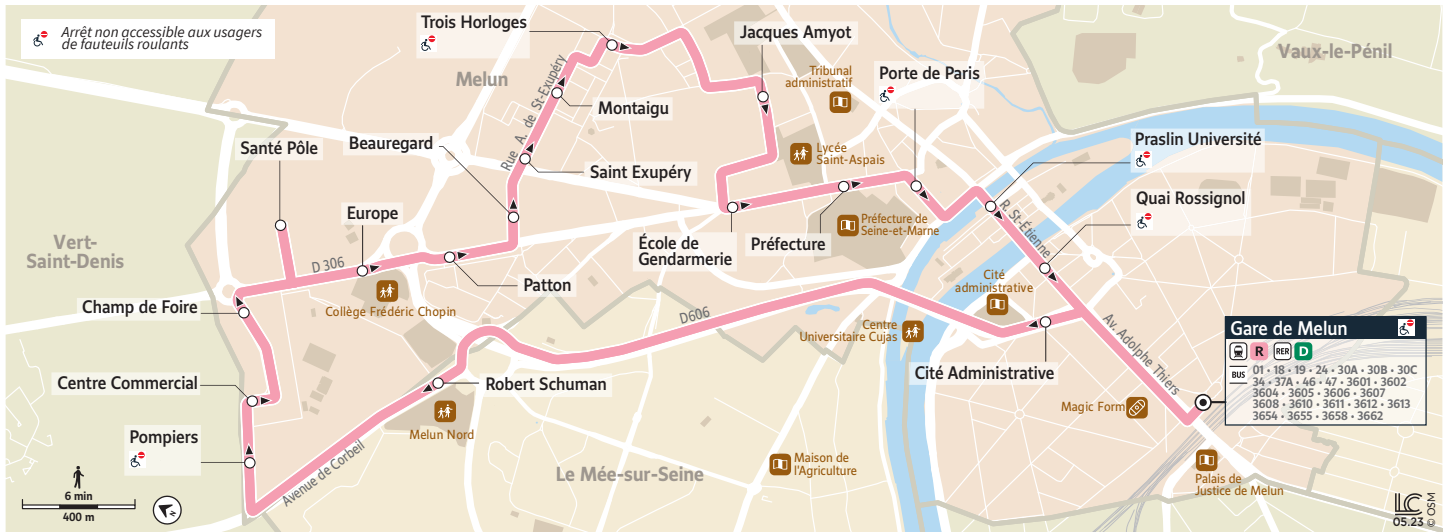 Arrêt non accessible aux usagers
de fauteuils roulants
Trois Horloges
Jacques Amyot
Vaux-le-Pénil
Melun
Tribunal
administratif
Porte de Paris
Rue A. de St-Exupéry
Montaigu
Santé Pôle
Beauregard
Lycée
Saint-Aspais
Praslin Université
Saint Exupéry
Quai Rossignol
Europe
R. St-Étienne
Préfecture de
Seine-et-Marne
Vert-
Saint-Denis
École de
Gendarmerie
Préfecture
D 306
Patton
Cité
administrative
Champ de Foire
Collège Frédéric Chopin
D606
Centre
Universitaire Cujas
Av. Adolphe Thiers
Gare de Melun
R
RER
D
BUS
01 • 18 • 19 • 24 • 30A • 30B • 30C
34 • 37A • 46 • 47 • 3601 • 3602
3604 • 3605 • 3606 • 3607
3608 • 3610 • 3611 • 3612 • 3613
3654 • 3655 • 3658 • 3662
Centre Commercial
Robert Schuman
Cité Administrative
Magic Form
Pompiers
Melun Nord
Avenue de Corbeil
Le Mée-sur-Seine
Maison de
l'Agriculture
Palais de
Justice de Melun
6 min
400 m
LC
05.23 © OSM